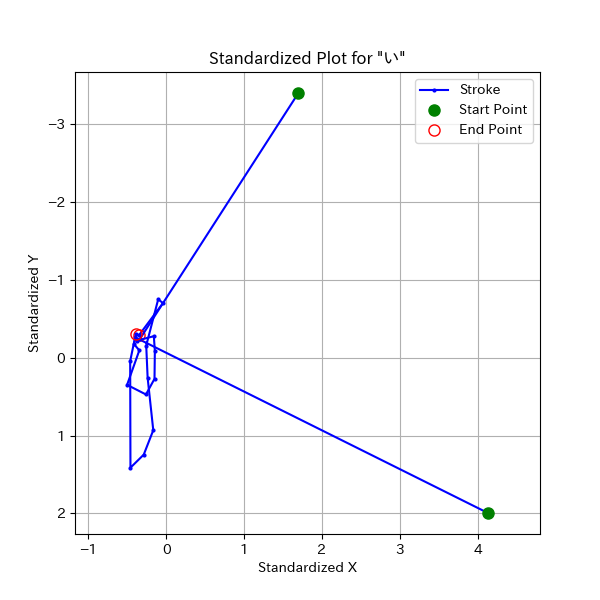 Standardized Plot for "い"
Stroke
Start Point
End Point
Standardized Y
−3
−2
−1
0
1
2
−1 0 1 2 3 4
Standardized X